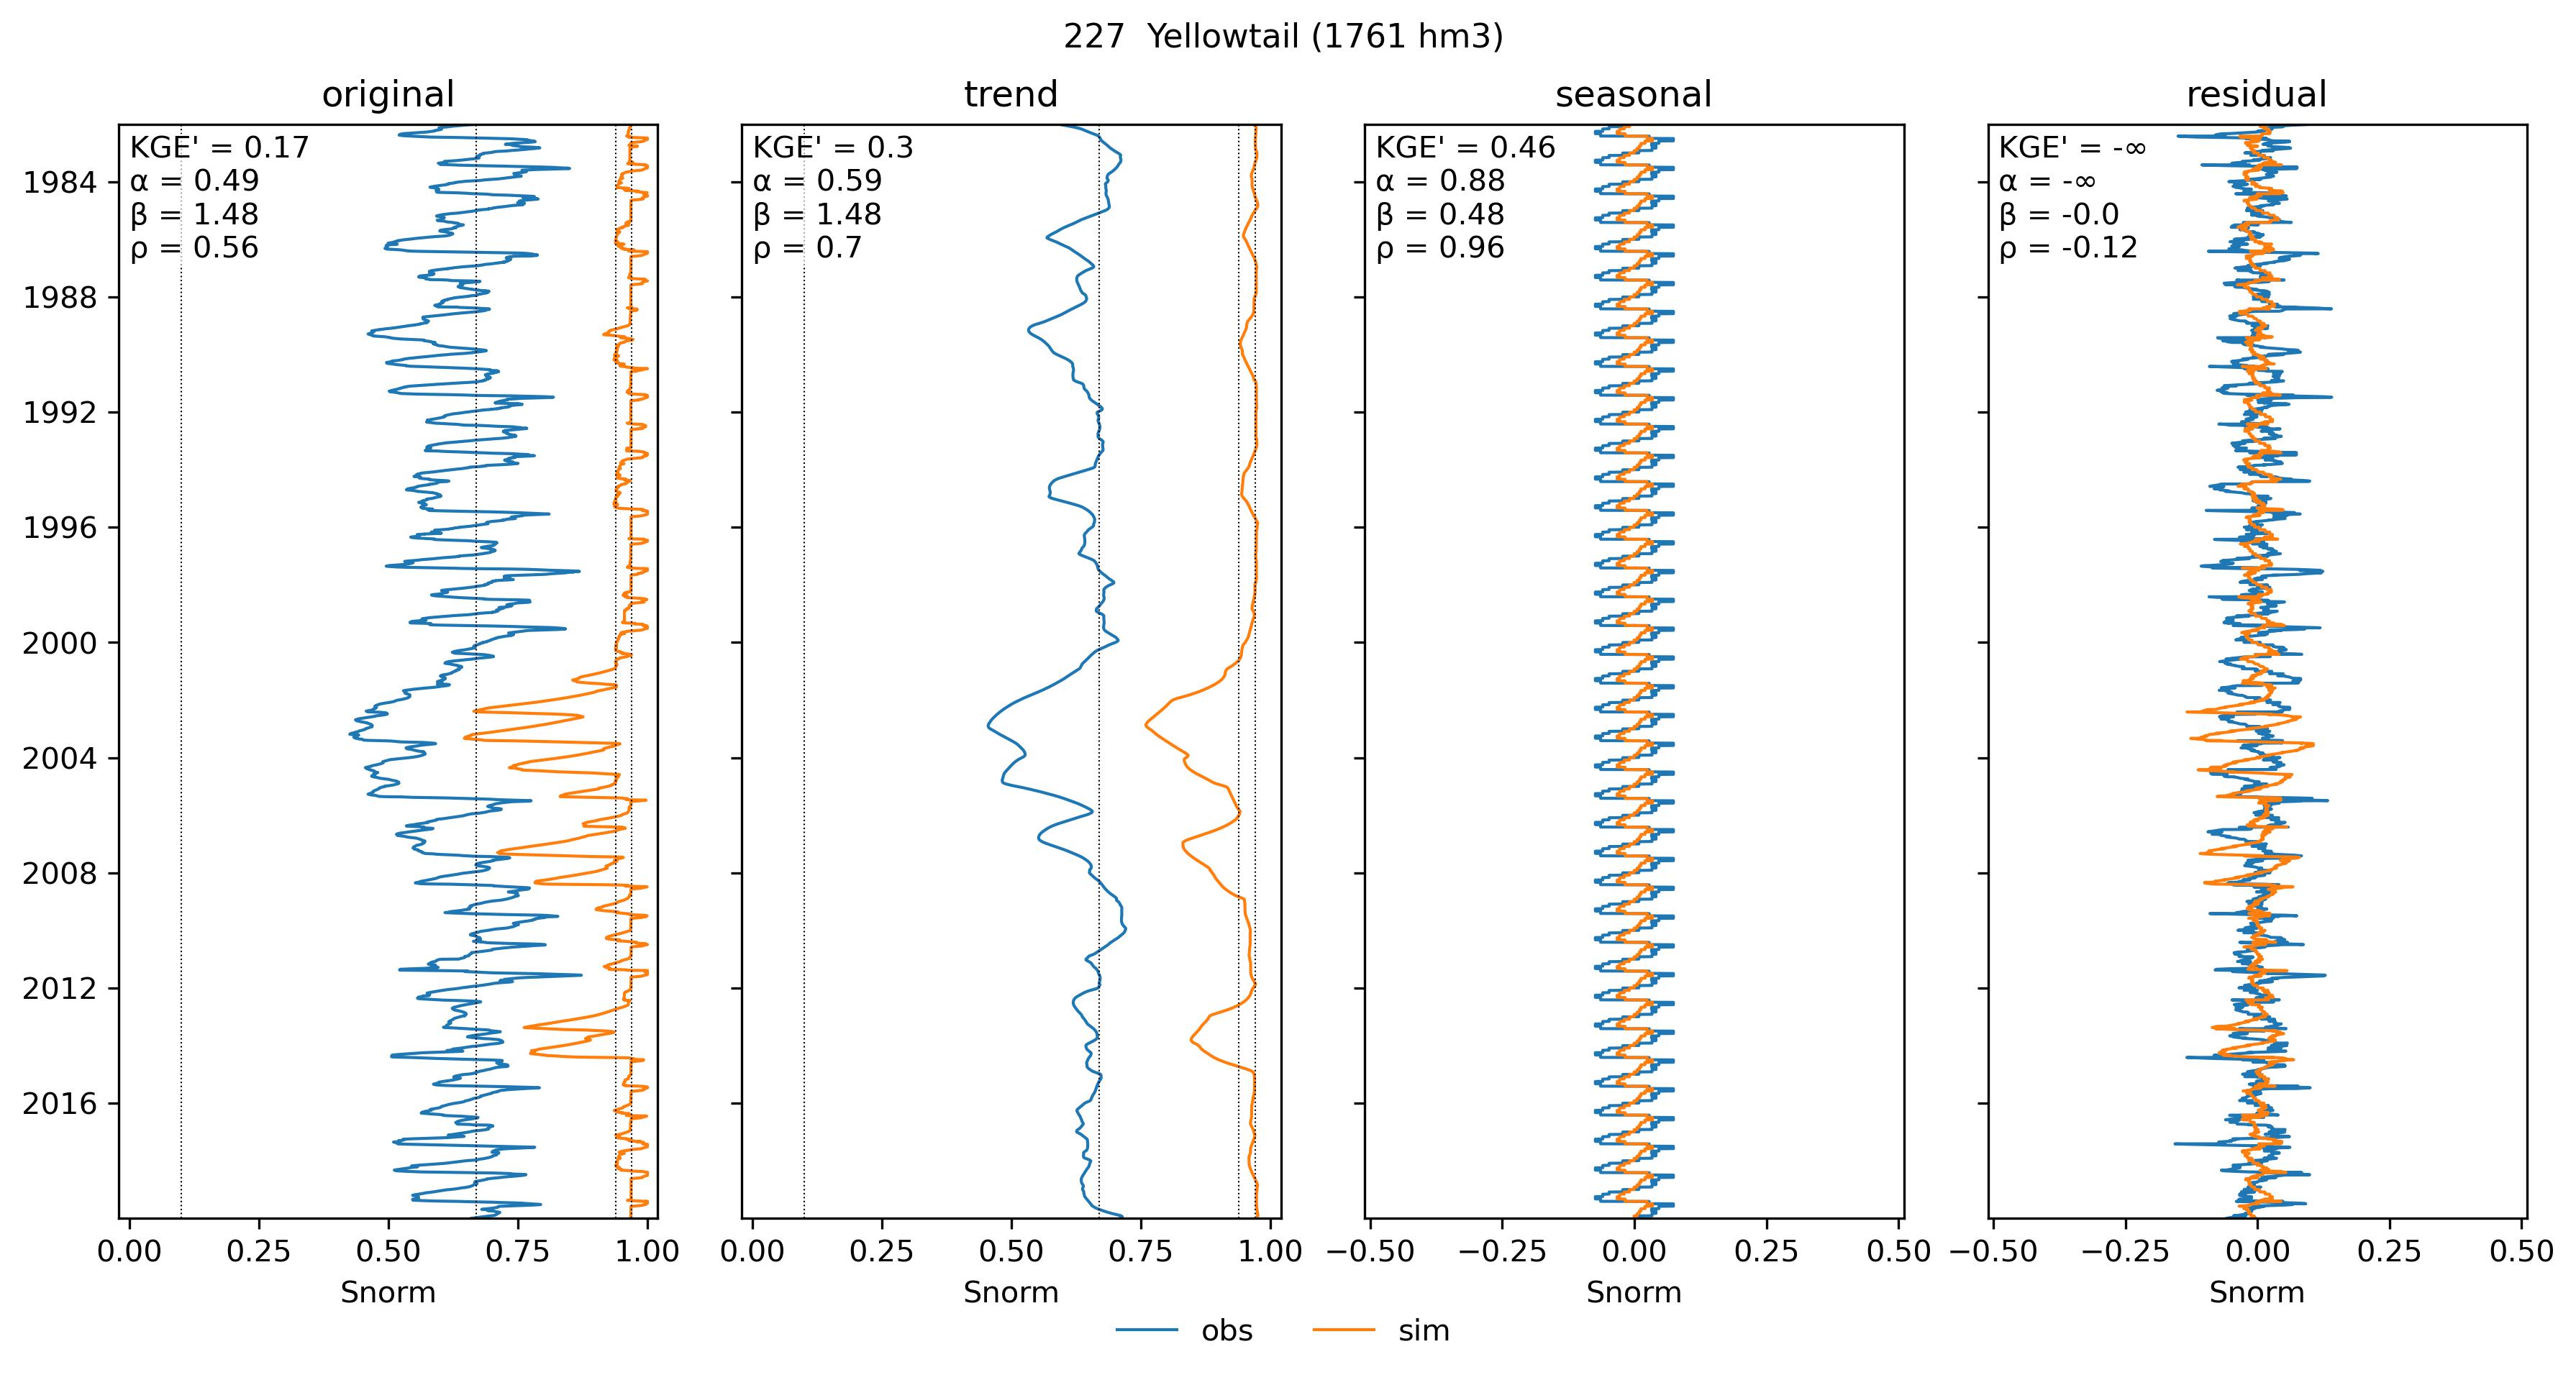 227  Yellowtail (1761 hm3)
original
trend
seasonal
residual
KGE' = 0.17
α = 0.49
β = 1.48
ρ = 0.56
KGE' = 0.3
α = 0.59
β = 1.48
ρ = 0.7
KGE' = 0.46
α = 0.88
β = 0.48
ρ = 0.96
KGE' = -∞
α = -∞
β = -0.0
ρ = -0.12
1984
1988
1992
1996
2000
2004
2008
2012
2016
0.00 0.25 0.50 0.75 1.00
0.00 0.25 0.50 0.75 1.00
−0.50 −0.25 0.00 0.25 0.50
−0.50 −0.25 0.00 0.25 0.50
Snorm
Snorm
Snorm
Snorm
obs
sim